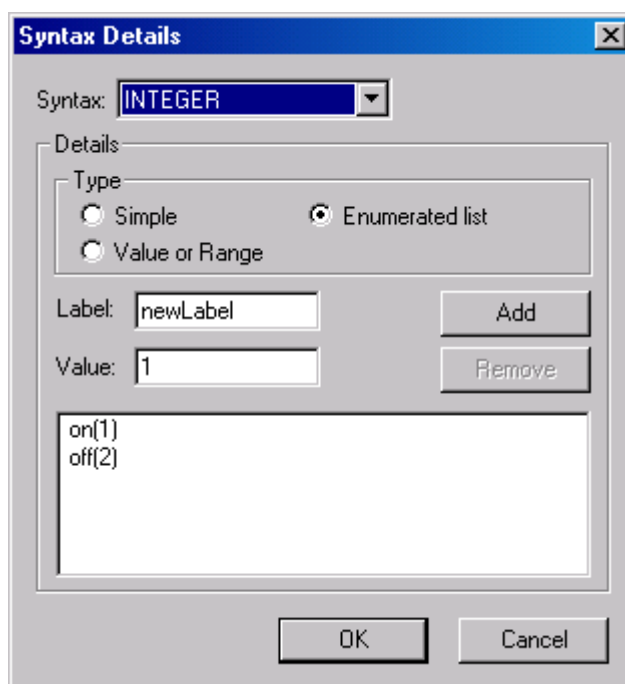 Syntax Details
Syntax: INTEGER
Details
Type
Simple
Enumerated list
Value or Range
Label: newLabel
Add
Value: 1
Remove
on(1)
off(2)
OK
Cancel